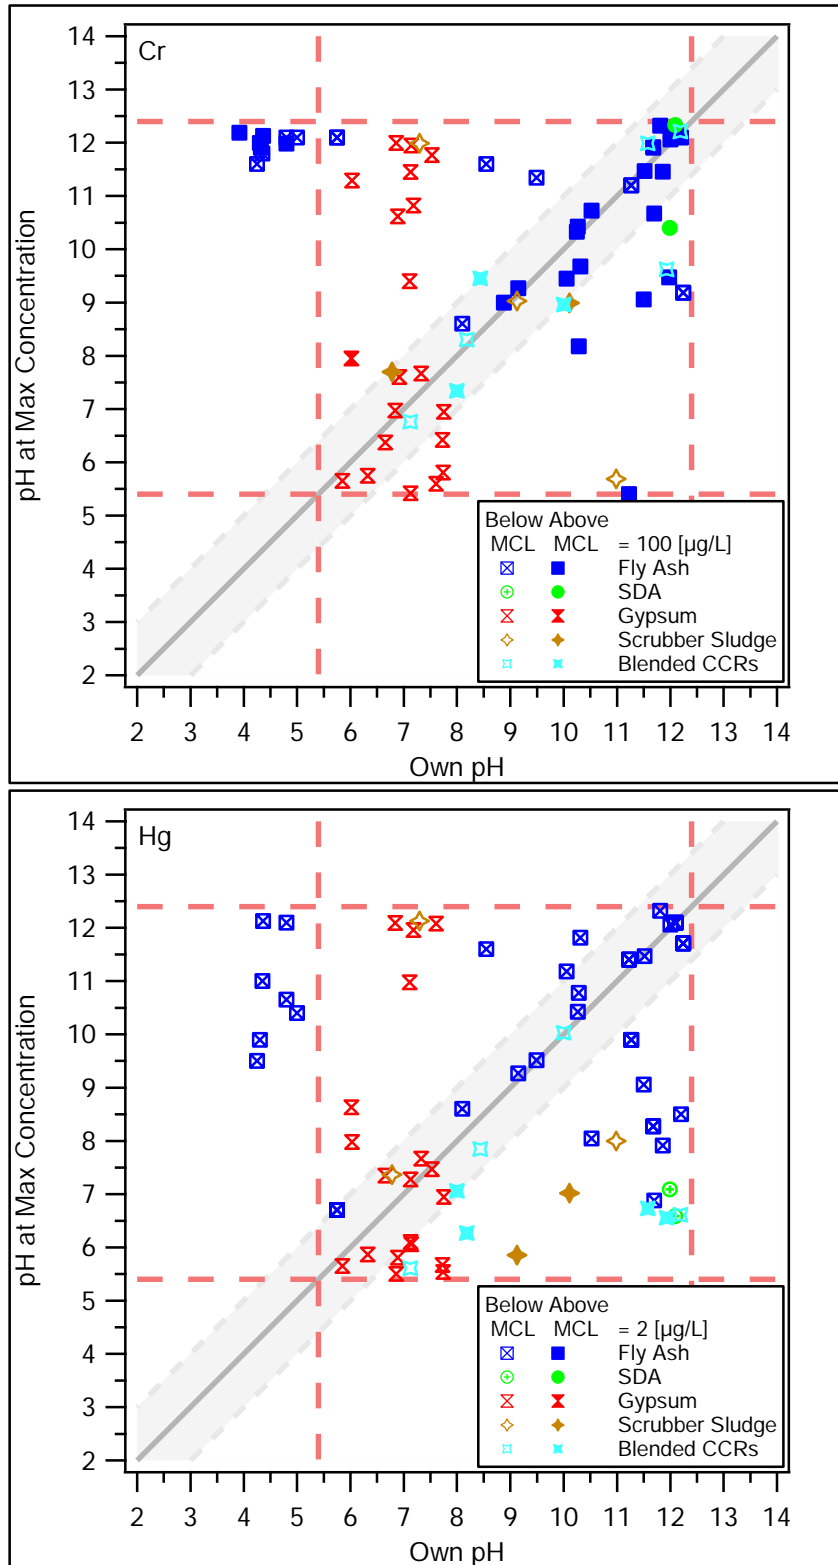 Cr
14
13
12
11
10
9
8
7
6
5
4
3
2
pH at Max Concentration
Below Above
MCL MCL = 100 [µg/L]
Fly Ash
SDA
Gypsum
Scrubber Sludge
Blended CCRs
2 3 4 5 6 7 8 9 10 11 12 13 14
Own pH
Hg
14
13
12
11
10
9
8
7
6
5
4
3
2
pH at Max Concentration
Below Above
MCL MCL = 2 [µg/L]
Fly Ash
SDA
Gypsum
Scrubber Sludge
Blended CCRs
2 3 4 5 6 7 8 9 10 11 12 13 14
Own pH